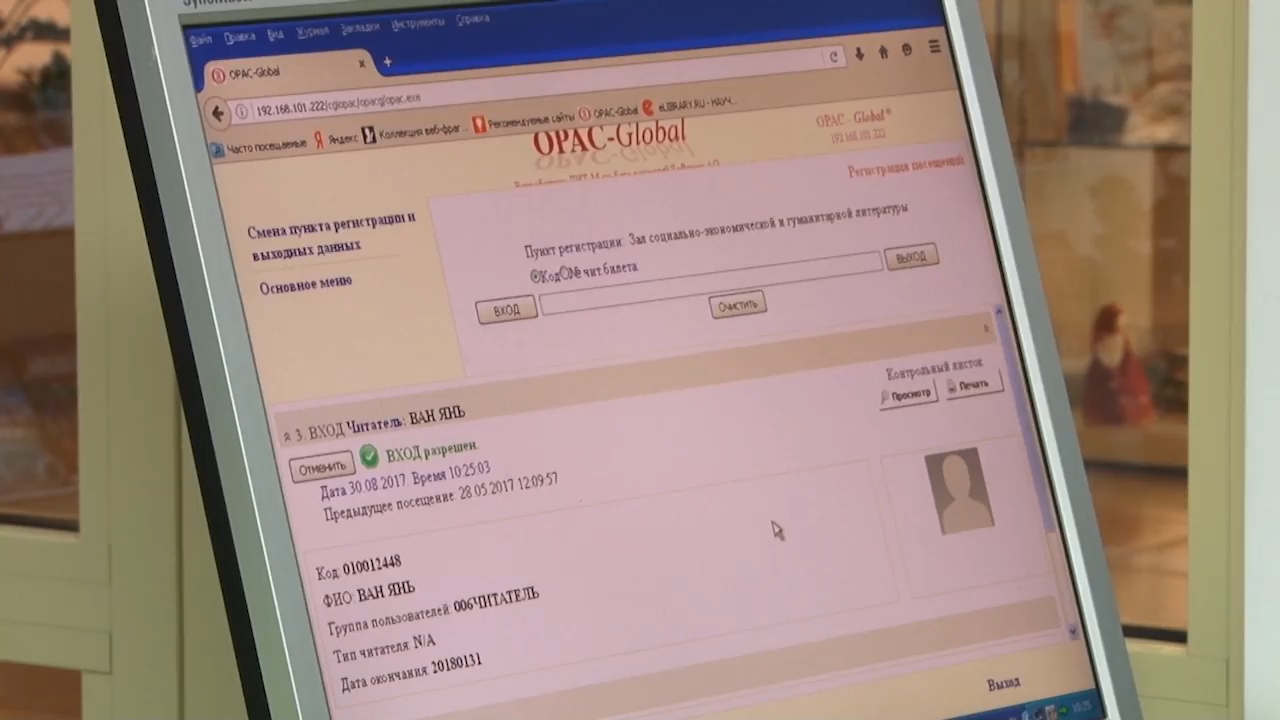 Файл Правка Вид Журнал Закладки Инструменты Справка
OPAC-Global
192.168.101.222/cgiopac/opacg/opac.exe
Часто посещаемые Яндекс Коллекция веб-фраг... Рекомендуемые сайты OPAC-Global eLIBRARY.RU - НАУЧ...
OPAC-Global
OPAC - Global®
192.168.101.222
Регистрация посещений
Смена пункта регистрации и
выходных данных
Основное меню
Пункт регистрации: Зал социально-экономической и гуманитарной литературы
Код № чит.билета
ВХОД
ВЫХОД
Очистить
3. ВХОД Читатель: ВАН ЯНЬ
Контрольный листок
Просмотр Печать
Отменить ВХОД разрешен.
Дата 30.08.2017. Время 10:25:03
Предыдущее посещение: 28.05.2017 12:09:57
Код: 010012448
ФИО: ВАН ЯНЬ
Группа пользователей: 006ЧИТАТЕЛЬ
Тип читателя: N/A
Дата окончания: 20180131
Выход
10:25